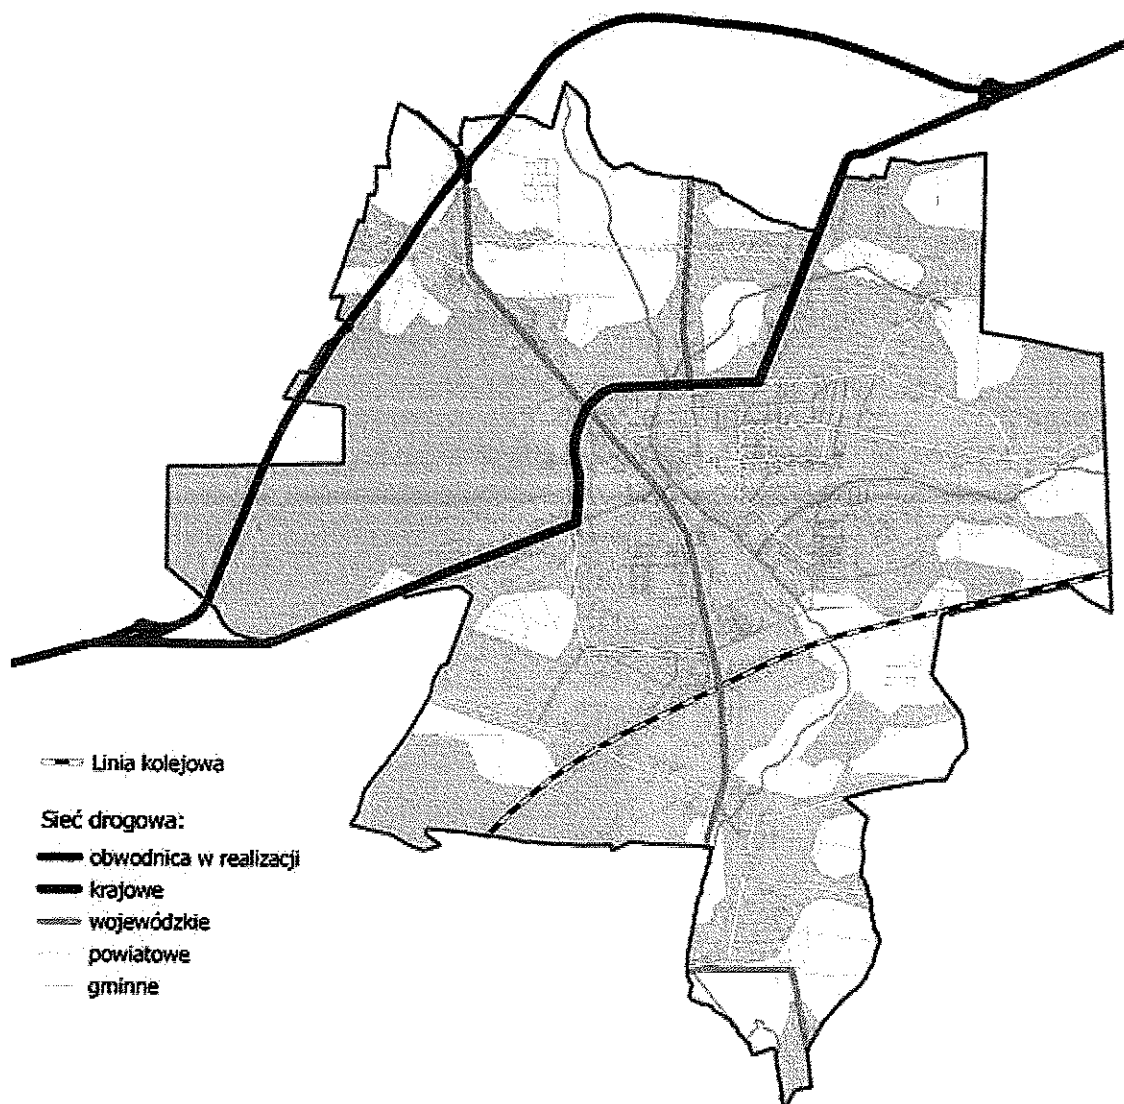 Linia kolejowa
Sieć drogowa:
obwodnica w realizacji
krajowe
wojewódzkie
powiatowe
gminne